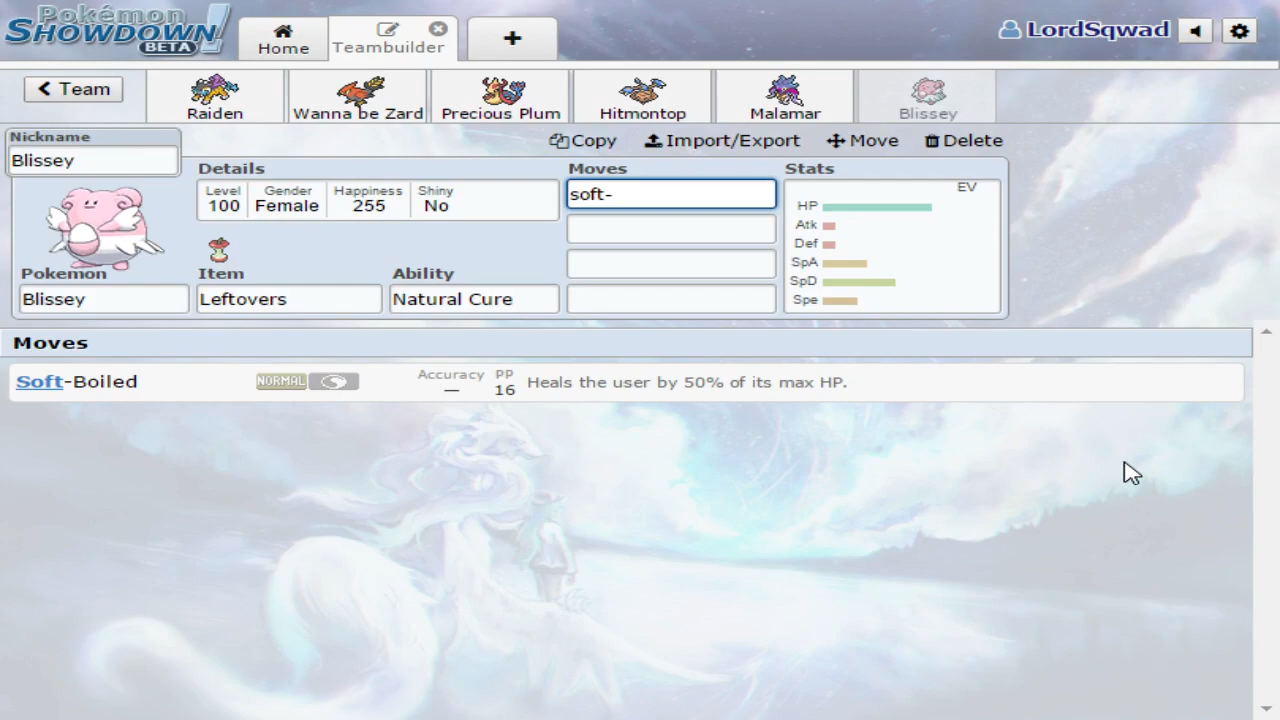 Pokémon
SHOWDOWN!
BETA
Home
Teambuilder
+
LordSqwad
Team
Raiden
Wanna be Zard
Precious Plum
Hitmontop
Malamar
Blissey
Copy
Import/Export
Move
Delete
Nickname
Blissey
Details
Level
100
Gender
Female
Happiness
255
Shiny
No
Pokemon
Blissey
Item
Leftovers
Ability
Natural Cure
Moves
soft-
Stats
EV
HP
Atk
Def
SpA
SpD
Spe
Moves
Soft-Boiled
NORMAL
Accuracy
—
PP
16
Heals the user by 50% of its max HP.